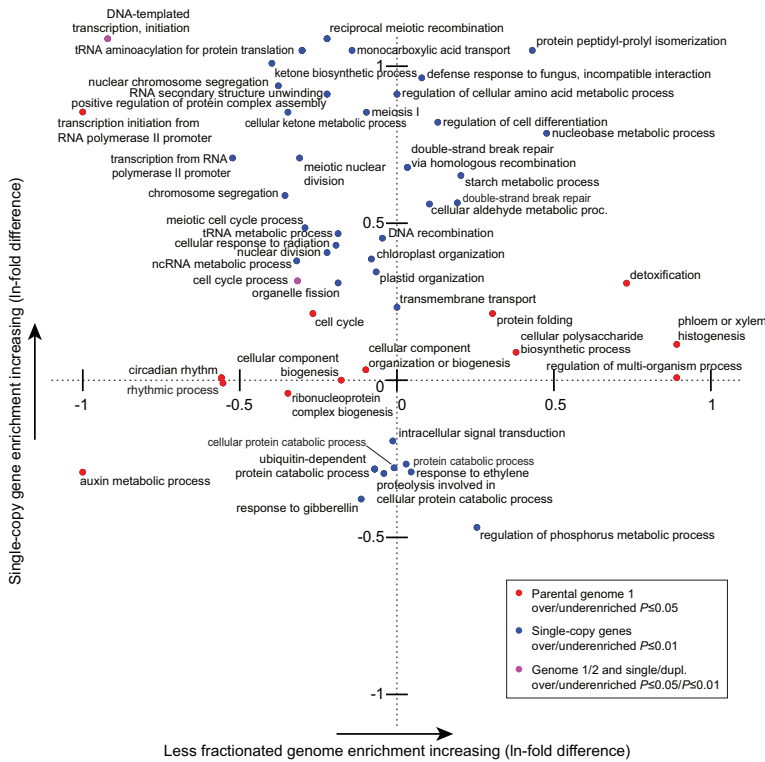 DNA-templated
transcription, initiation
reciprocal meiotic recombination
tRNA aminoacylation for protein translation
monocarboxylic acid transport
protein peptidyl-prolyl isomerization
1
ketone biosynthetic process
defense response to fungus, incompatible interaction
nuclear chromosome segregation
RNA secondary structure unwinding
regulation of cellular amino acid metabolic process
positive regulation of protein complex assembly
meiosis I
transcription initiation from
RNA polymerase II promoter
cellular ketone metabolic process
regulation of cell differentiation
nucleobase metabolic process
double-strand break repair
via homologous recombination
transcription from RNA
polymerase II promoter
meiotic nuclear
division
starch metabolic process
chromosome segregation
double-strand break repair
cellular aldehyde metabolic proc.
0.5
meiotic cell cycle process
tRNA metabolic process
DNA recombination
cellular response to radiation
nuclear division
chloroplast organization
ncRNA metabolic process
cell cycle process
plastid organization
detoxification
organelle fission
transmembrane transport
cell cycle
protein folding
phloem or xylem
histogenesis
cellular polysaccharide
biosynthetic process
cellular component
organization or biogenesis
cellular component
biogenesis
regulation of multi-organism process
circadian rhythm
rhythmic process
0
-1
-0.5
0
0.5
1
ribonucleoprotein
complex biogenesis
intracellular signal transduction
cellular protein catabolic process
ubiquitin-dependent
protein catabolic process
protein catabolic process
response to ethylene
auxin metabolic process
proteolysis involved in
cellular protein catabolic process
response to gibberellin
-0.5
regulation of phosphorus metabolic process
Parental genome 1
over/underenriched P≤0.05
Single-copy genes
over/underenriched P≤0.01
Genome 1/2 and single/dupl.
over/underenriched P≤0.05/P≤0.01
-1
Single-copy gene enrichment increasing (ln-fold difference)
Less fractionated genome enrichment increasing (ln-fold difference)